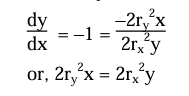 dy/dx = -1 = -2r_y²x / 2r_x²y
or, 2r_y²x = 2r_x²y